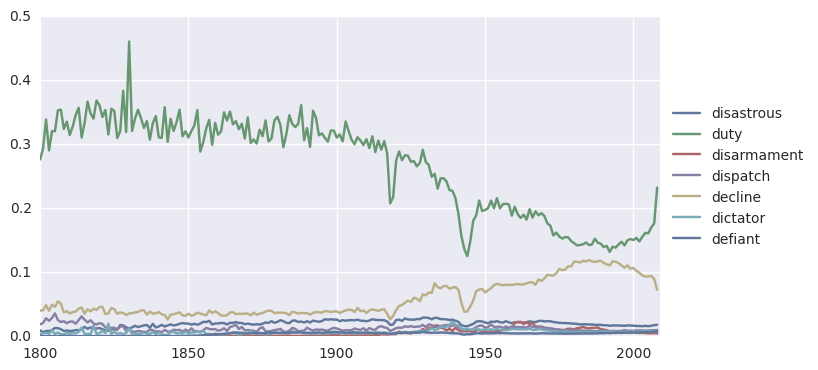 0.5
0.4
0.3
0.2
0.1
0.0
1800
1850
1900
1950
2000
disastrous
duty
disarmament
dispatch
decline
dictator
defiant